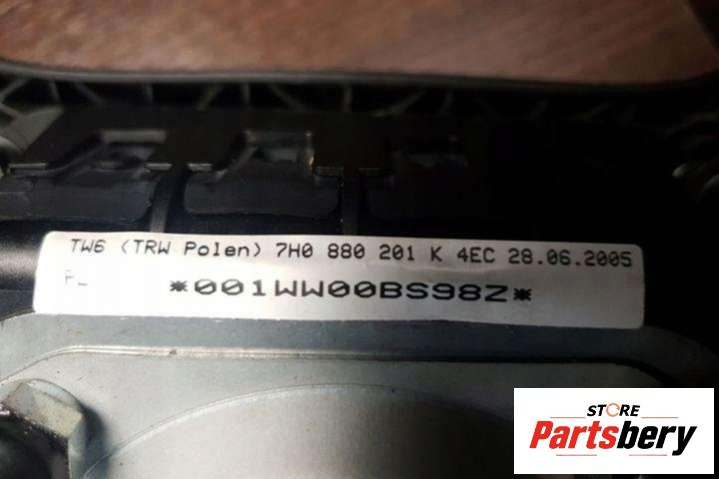 TW6 (TRW Polen) 7H0 880 201 K 4EC 28.06.2005
*001WW00BS98Z*
STORE
Partsbery